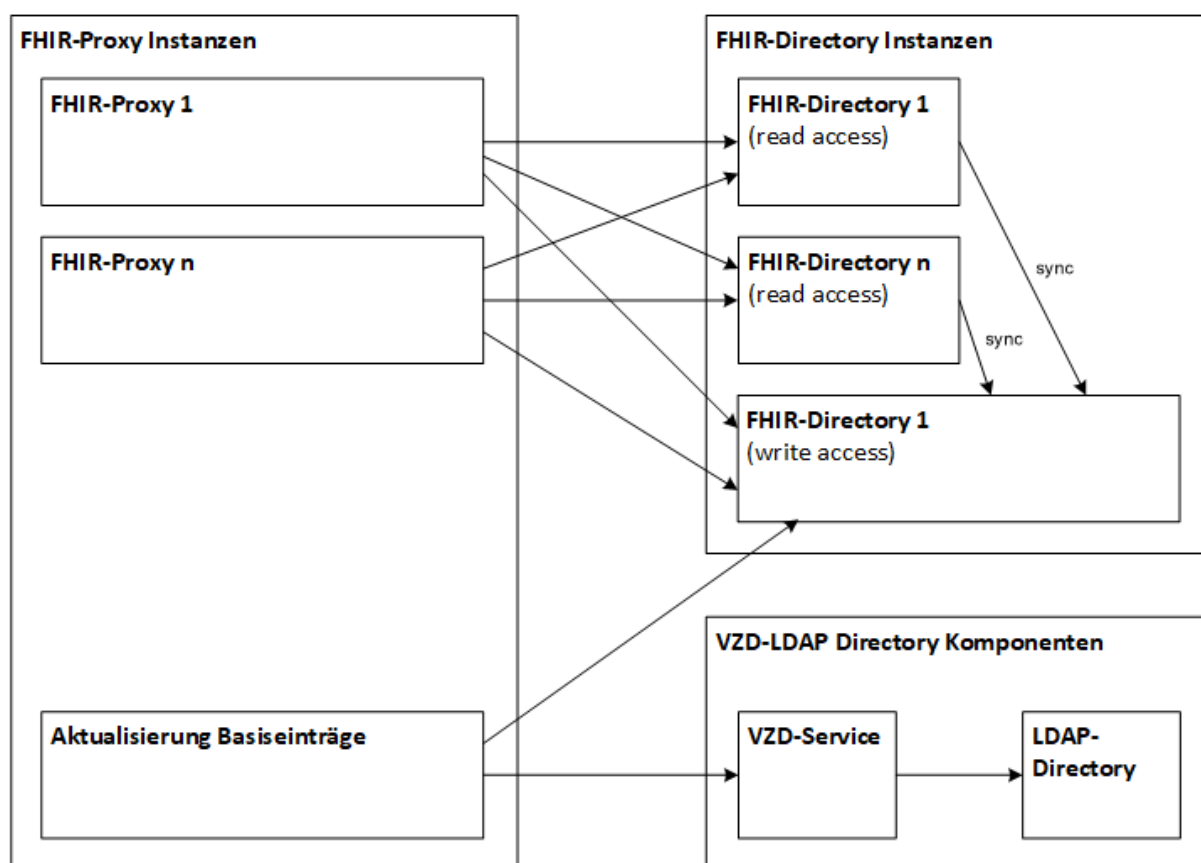 FHIR-Proxy Instanzen
FHIR-Proxy 1
FHIR-Proxy n
Aktualisierung Basiseinträge
FHIR-Directory Instanzen
FHIR-Directory 1
(read access)
FHIR-Directory n
(read access)
sync
sync
FHIR-Directory 1
(write access)
VZD-LDAP Directory Komponenten
VZD-Service
LDAP-
Directory